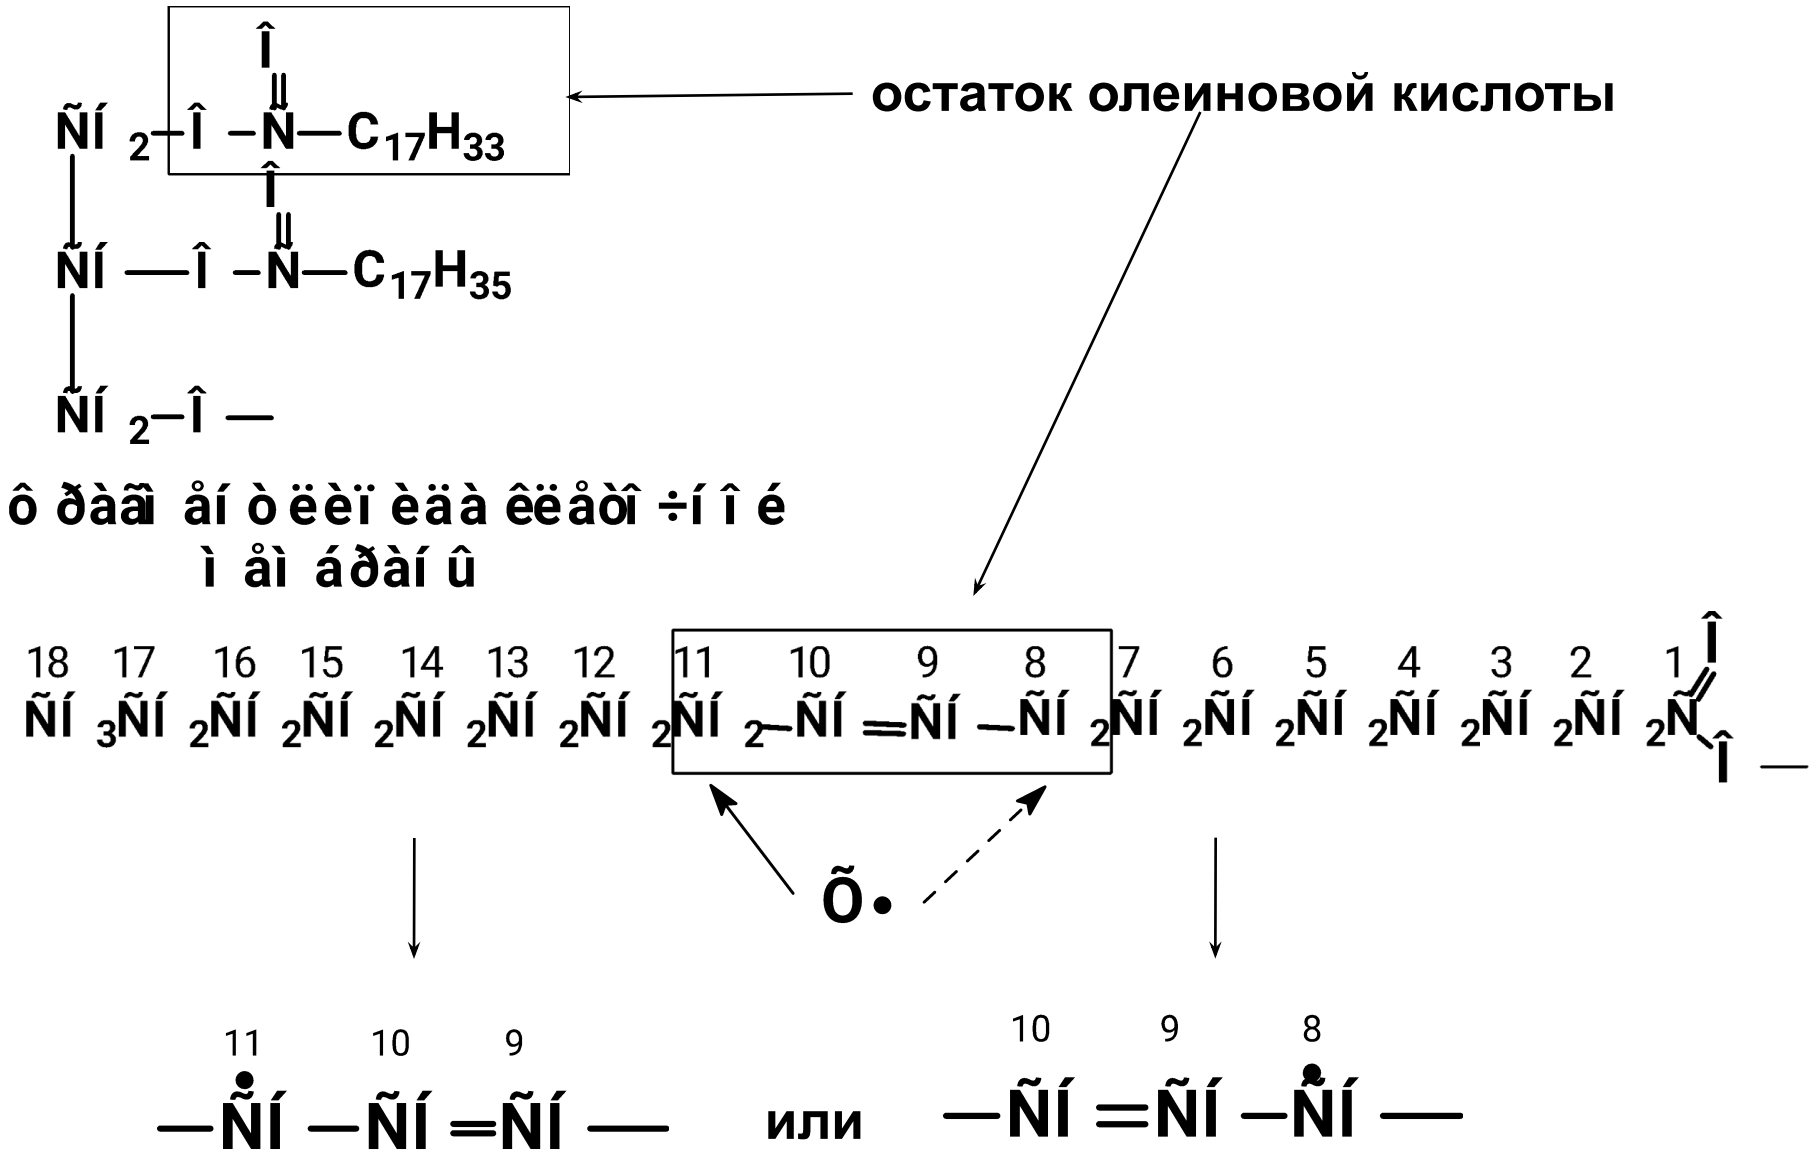 Î
ÑÍ 2 Î Ñ C17H33
остаток олеиновой кислоты
Î
ÑÍ Î Ñ C17H35
ÑÍ 2 Î
ô ðàãì åí ò ëèï èäà êëåòî ÷í î é
ì åì áðàí û
18 17 16 15 14 13 12 11 10 9 8 7 6 5 4 3 2 1
Î
ÑÍ 3ÑÍ 2ÑÍ 2ÑÍ 2ÑÍ 2ÑÍ 2ÑÍ 2ÑÍ 2–ÑÍ =ÑÍ –ÑÍ 2ÑÍ 2ÑÍ 2ÑÍ 2ÑÍ 2ÑÍ 2ÑÍ 2Ñ
Î
Õ•
11 10 9
10 9 8
ÑÍ — ÑÍ =ÑÍ
или
ÑÍ =ÑÍ —ÑÍ